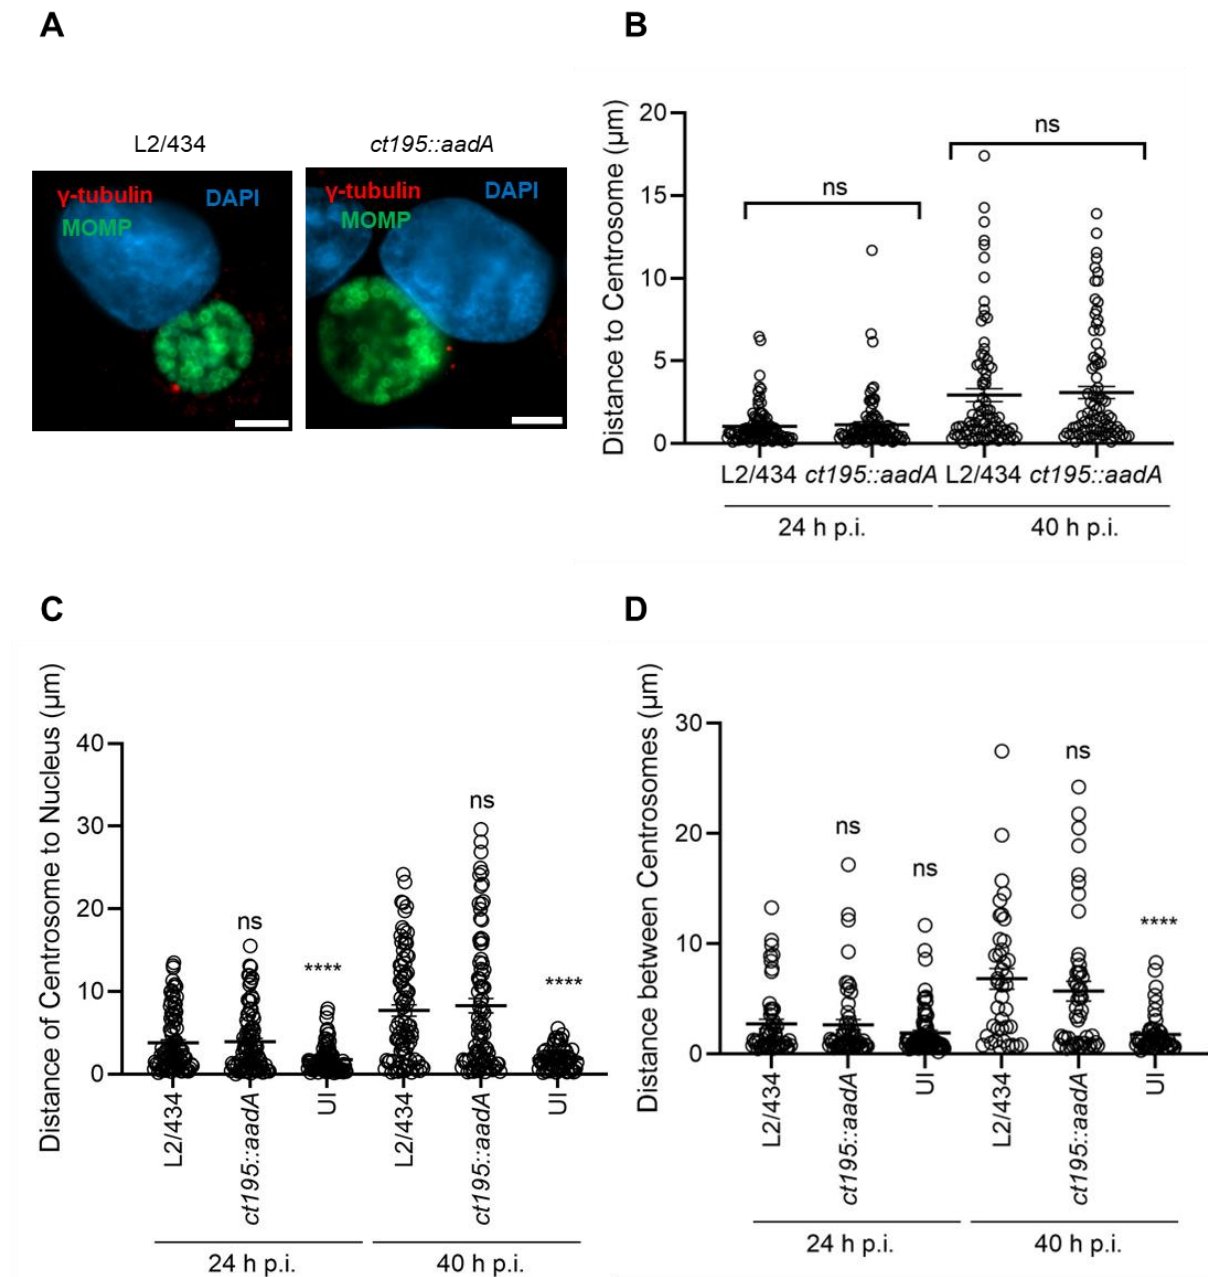 A
L2/434
ct195::aadA
γ-tubulin
DAPI
MOMP
γ-tubulin
DAPI
MOMP
B
Distance to Centrosome (µm)
20
15
10
5
0
ns
ns
L2/434 ct195::aadA L2/434 ct195::aadA
24 h p.i.
40 h p.i.
C
Distance of Centrosome to Nucleus (µm)
40
30
20
10
0
ns
****
ns
****
L2/434
ct195::aadA
UI
L2/434
ct195::aadA
UI
24 h p.i.
40 h p.i.
D
Distance between Centrosomes (µm)
30
20
10
0
ns
ns
ns
****
L2/434
ct195::aadA
UI
L2/434
ct195::aadA
UI
24 h p.i.
40 h p.i.